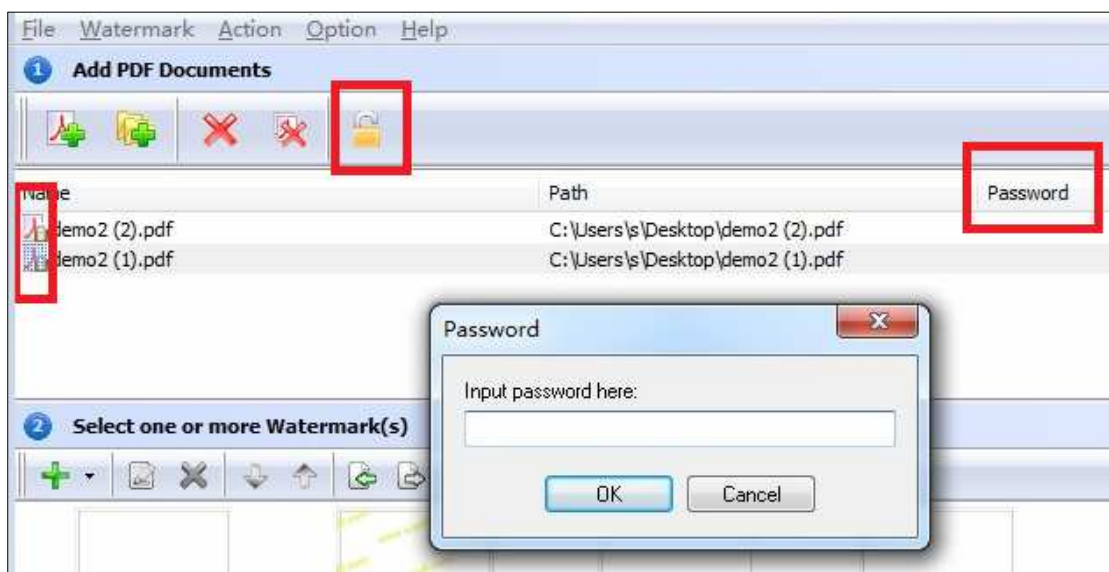 File Watermark Action Option Help
1 Add PDF Documents
Name Path Password
demo2 (2).pdf C:\Users\s\Desktop\demo2 (2).pdf
demo2 (1).pdf C:\Users\s\Desktop\demo2 (1).pdf
Password
Input password here:
OK Cancel
2 Select one or more Watermark(s)